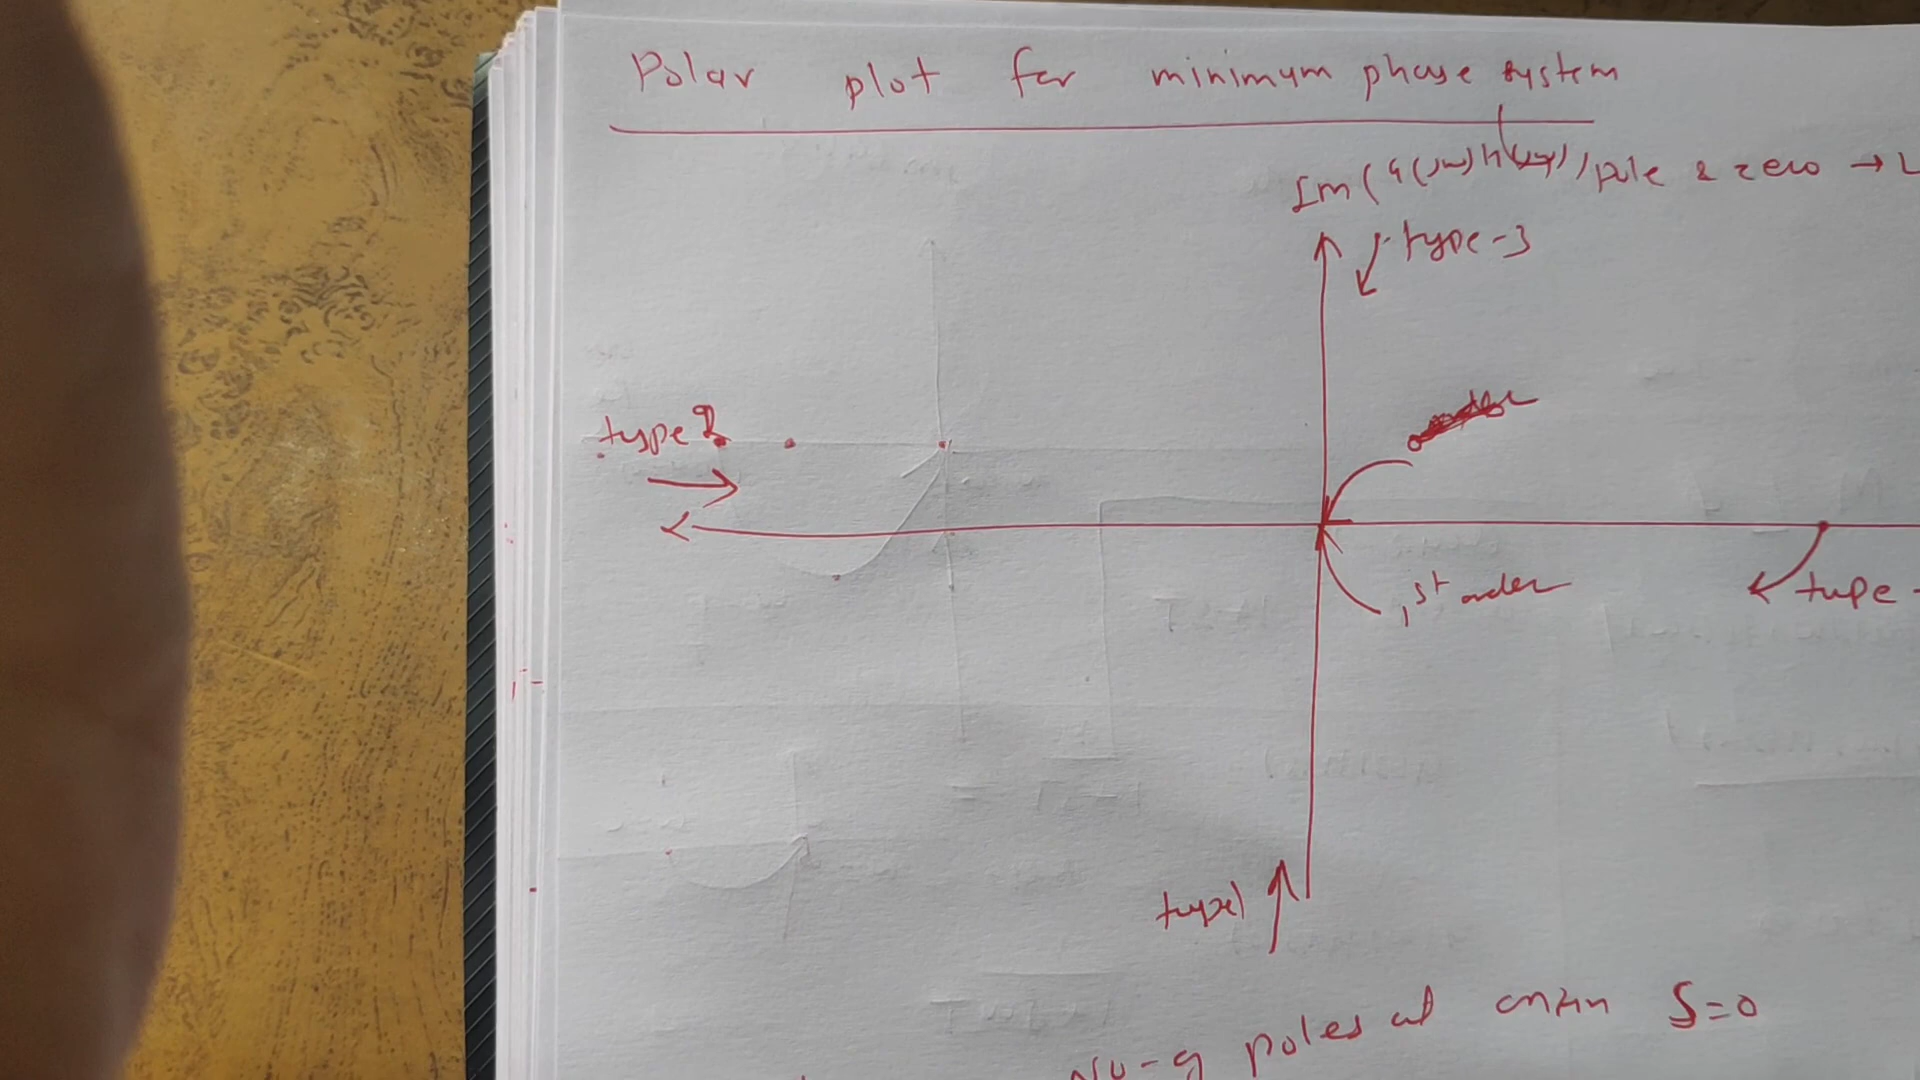 Polar plot for minimum phase system
Im(G(jω)H(jω)) pole & zero → L
type-3
type 2
1st order
type -
type 1
No-g poles at S=0